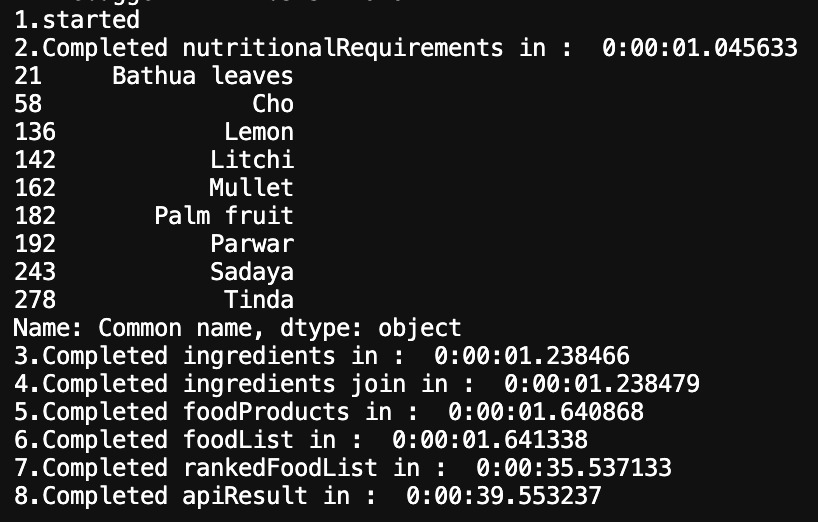 1.started
2.Completed nutritionalRequirements in :  0:00:01.045633
21     Bathua leaves
58               Cho
136            Lemon
142           Litchi
162           Mullet
182       Palm fruit
192           Parwar
243           Sadaya
278            Tinda
Name: Common name, dtype: object
3.Completed ingredients in :  0:00:01.238466
4.Completed ingredients join in :  0:00:01.238479
5.Completed foodProducts in :  0:00:01.640868
6.Completed foodList in :  0:00:01.641338
7.Completed rankedFoodList in :  0:00:35.537133
8.Completed apiResult in :  0:00:39.553237